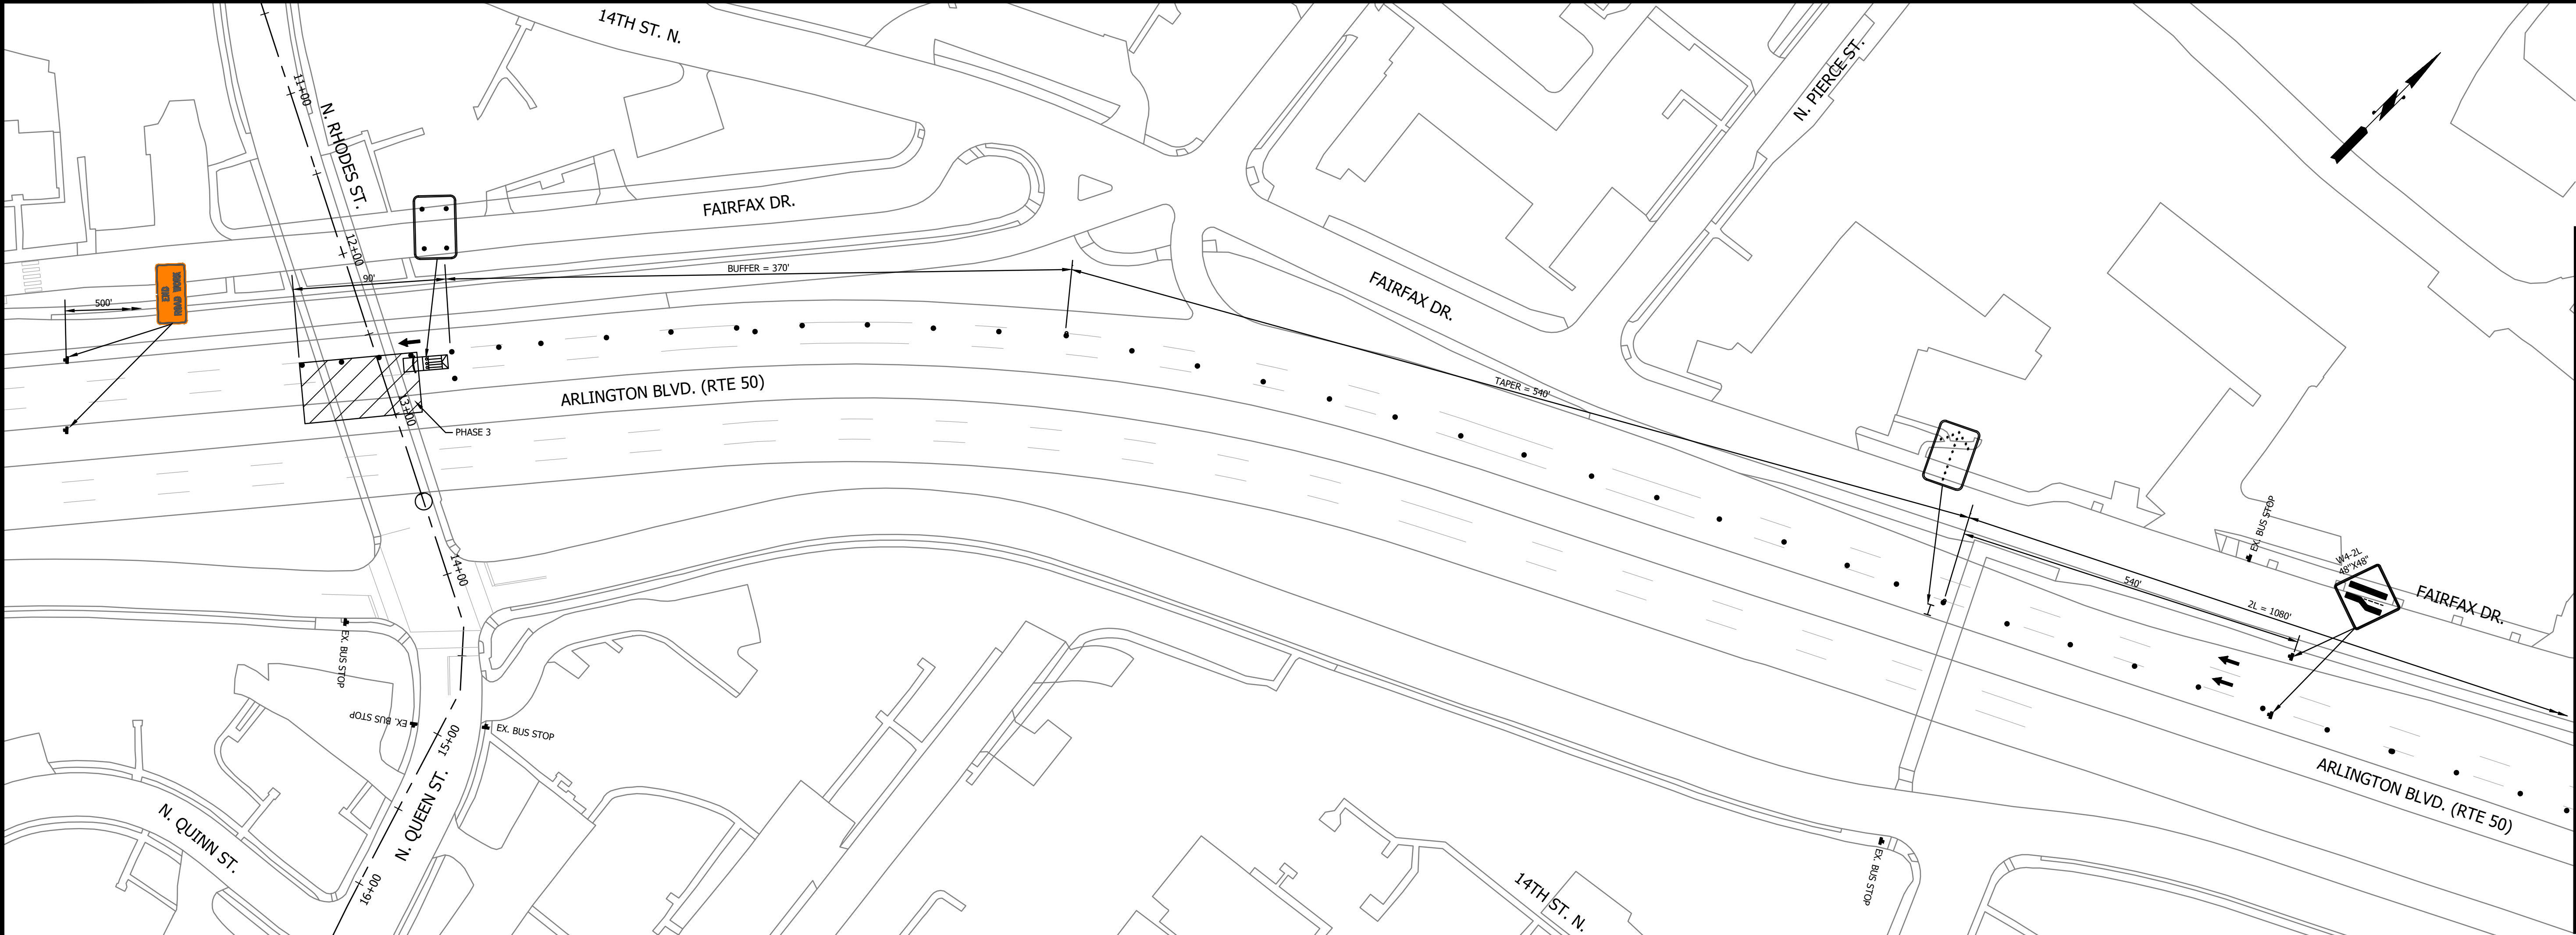 14TH ST. N.
N. PIERCE ST.
11+00
N. RHODES ST.
FAIRFAX DR.
12+00
90'
BUFFER = 370'
FAIRFAX DR.
500'
END
ROAD WORK
N
TAPER = 540'
ARLINGTON BLVD. (RTE 50)
13+00
PHASE 3
EX. BUS STOP
W4-2L
48"X48"
540'
2L = 1080'
FAIRFAX DR.
14+00
EX. BUS STOP
EX. BUS STOP
EX. BUS STOP
15+00
N. QUEEN ST.
N. QUINN ST.
16+00
ARLINGTON BLVD. (RTE 50)
EX. BUS STOP
14TH ST. N.